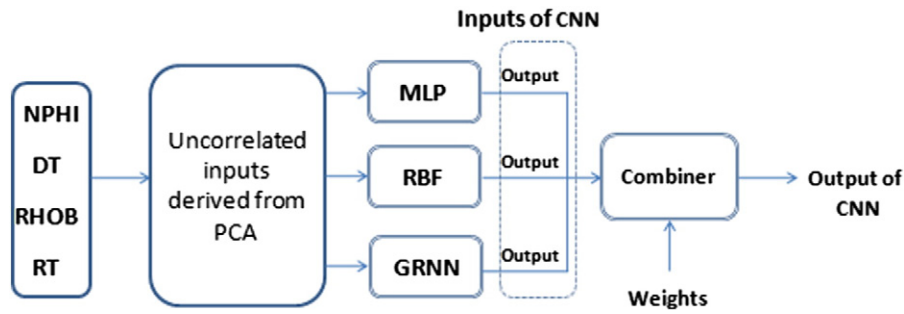 Inputs of CNN
NPHI
DT
RHOB
RT
Uncorrelated
inputs
derived from
PCA
MLP
RBF
GRNN
Output
Output
Output
Combiner
Weights
Output of
CNN